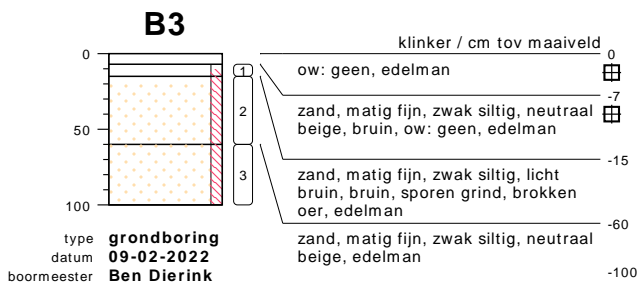 B3
klinker / cm tov maaiveld
0
0
ow: geen, edelman
1
-7
zand, matig fijn, zwak siltig, neutraal
beige, bruin, ow: geen, edelman
2
50
-15
zand, matig fijn, zwak siltig, licht
bruin, bruin, sporen grind, brokken
oer, edelman
3
100
-60
zand, matig fijn, zwak siltig, neutraal
beige, edelman
-100
type grondboring
datum 09-02-2022
boormeester Ben Dierink